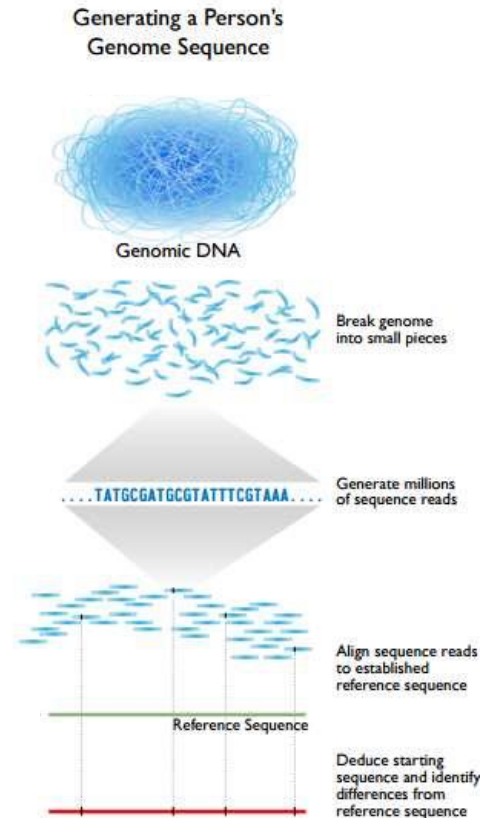 Generating a Person's
Genome Sequence
Genomic DNA
Break genome
into small pieces
....TATGCGATGCGTATTTCGTAAA....
Generate millions
of sequence reads
Align sequence reads
to established
reference sequence
Reference Sequence
Deduce starting
sequence and identify
differences from
reference sequence